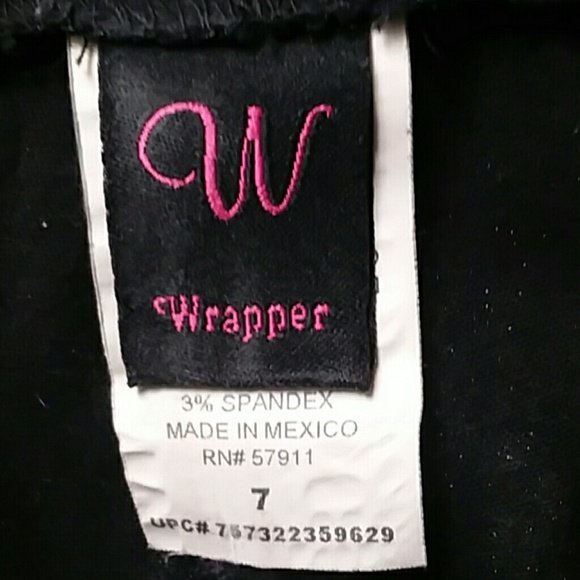 W
Wrapper
3% SPANDEX
MADE IN MEXICO
RN# 57911
7
UPC# 757322359629